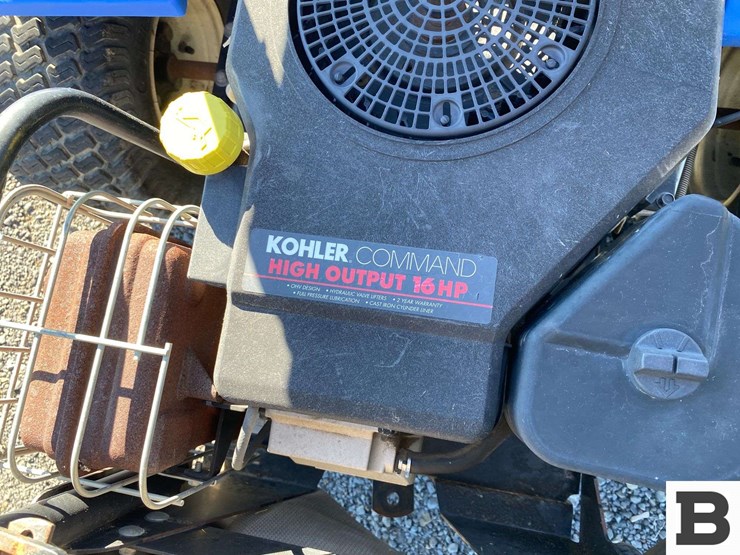 KOHLER. COMMAND
HIGH OUTPUT 16 HP
• OHV DESIGN • HYDRAULIC VALVE LIFTERS • 2 YEAR WARRANTY
• FULL PRESSURE LUBRICATION • CAST IRON CYLINDER LINER
B